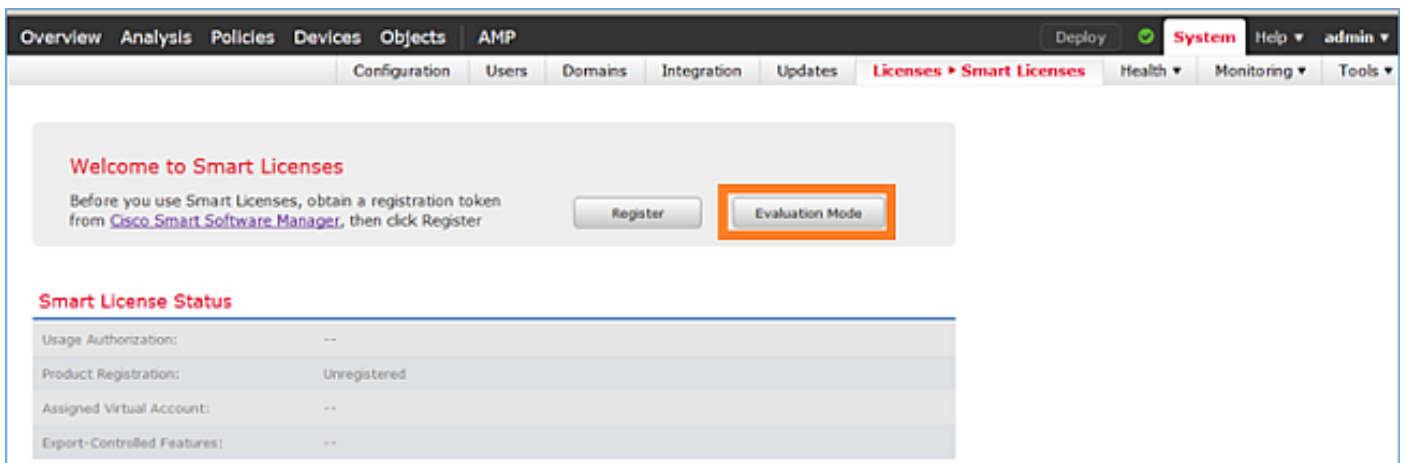 Overview Analysis Policies Devices Objects AMP Deploy System Help ▾ admin ▾
Configuration Users Domains Integration Updates Licenses ▸ Smart Licenses Health ▾ Monitoring ▾ Tools ▾
Welcome to Smart Licenses
Before you use Smart Licenses, obtain a registration token
from Cisco Smart Software Manager, then click Register
Register
Evaluation Mode
Smart License Status
Usage Authorization: --
Product Registration: Unregistered
Assigned Virtual Account: --
Export-Controlled Features: --